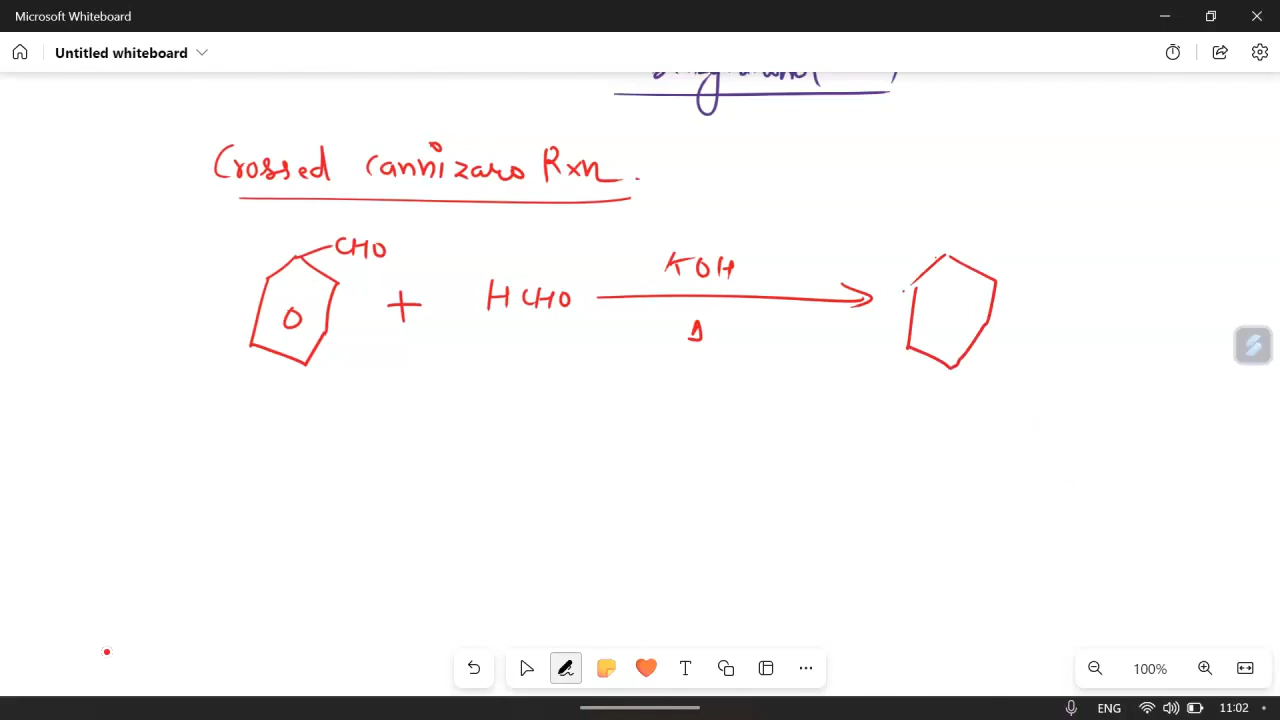 Microsoft Whiteboard
Untitled whiteboard
Crossed Cannizaro Rxn.
CHO
KOH
+ HCHO
Δ
100%
ENG 11:02